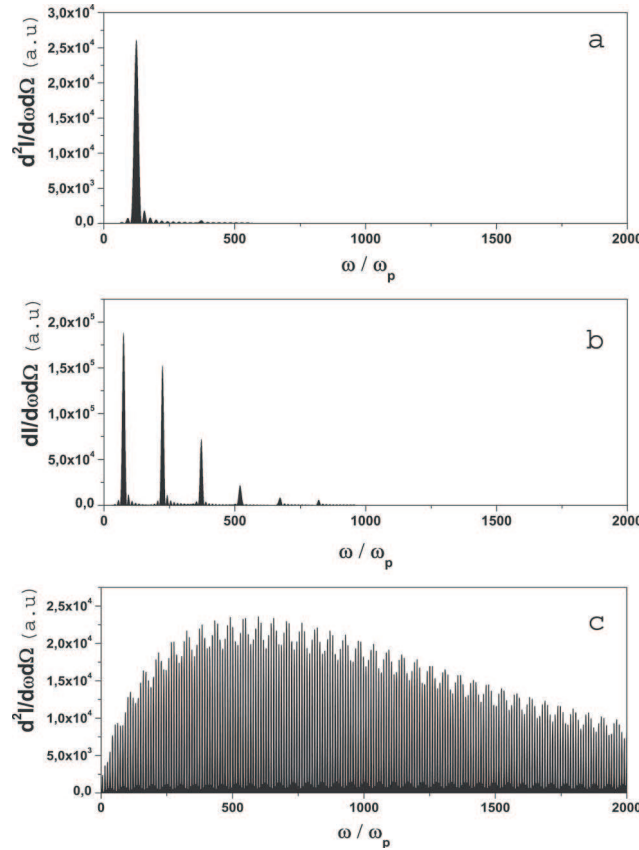 3,0x10⁴
2,5x10⁴
2,0x10⁴
1,5x10⁴
1,0x10⁴
5,0x10³
0,0
d²I/dωdΩ (a.u)
a
0 500 1000 1500 2000
ω / ωₚ
2,0x10⁵
1,5x10⁵
1,0x10⁵
5,0x10⁴
0,0
dI/dωdΩ (a.u)
b
0 500 1000 1500 2000
ω / ωₚ
2,5x10⁴
2,0x10⁴
1,5x10⁴
1,0x10⁴
5,0x10³
0,0
d²I/dωdΩ (a.u)
c
0 500 1000 1500 2000
ω / ωₚ